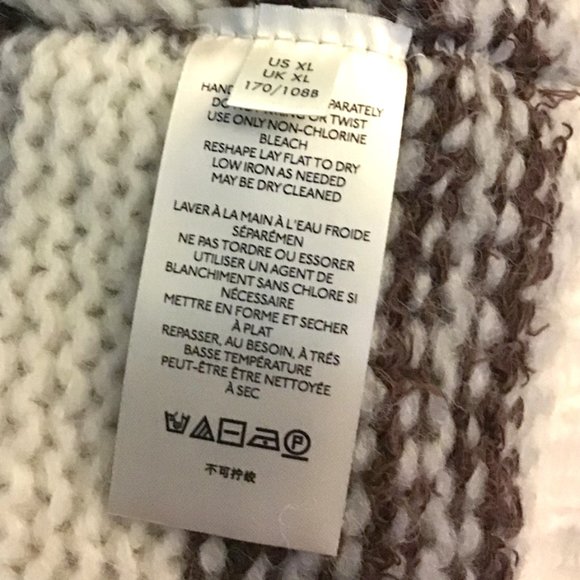 US XL
UK XL
170/108B
HAND PARATELY
OR TWIST
USE ONLY NON-CHLORINE
BLEACH
RESHAPE LAY FLAT TO DRY
LOW IRON AS NEEDED
MAY BE DRY CLEANED
LAVER À LA MAIN À L'EAU FROIDE
SÉPARÉMEN
NE PAS TORDRE OU ESSORER
UTILISER UN AGENT DE
BLANCHIMENT SANS CHLORE SI
NÉCESSAIRE
METTRE EN FORME ET SECHER
À PLAT
REPASSER, AU BESOIN, À TRÉS
BASSE TEMPÉRATURE
PEUT-ÊTRE ÊTRE NETTOYÉE
À SEC
P
不可拧绞